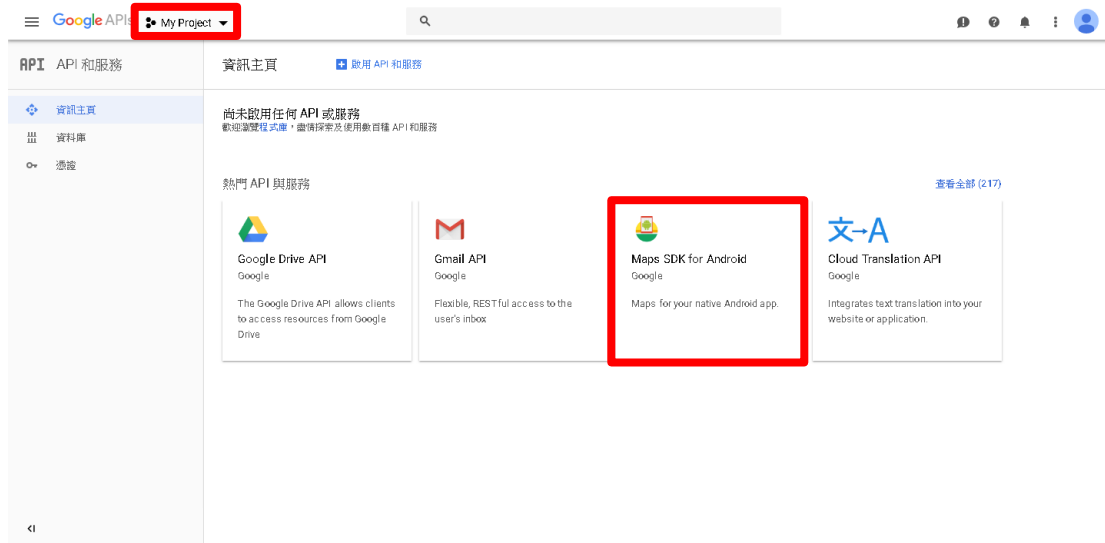 Google APIs
My Project
API
API 和服務
資訊主頁
啟用 API 和服務
資訊主頁
資料庫
憑證
尚未啟用任何 API 或服務
歡迎瀏覽程式庫，盡情探索及使用數百種 API 和服務
熱門 API 與服務
查看全部 (217)
Google Drive API
Google
The Google Drive API allows clients
to access resources from Google
Drive
Gmail API
Google
Flexible, RESTful access to the
user's inbox
Maps SDK for Android
Google
Maps for your native Android app.
文→A
Cloud Translation API
Google
Integrates text translation into your
website or application.